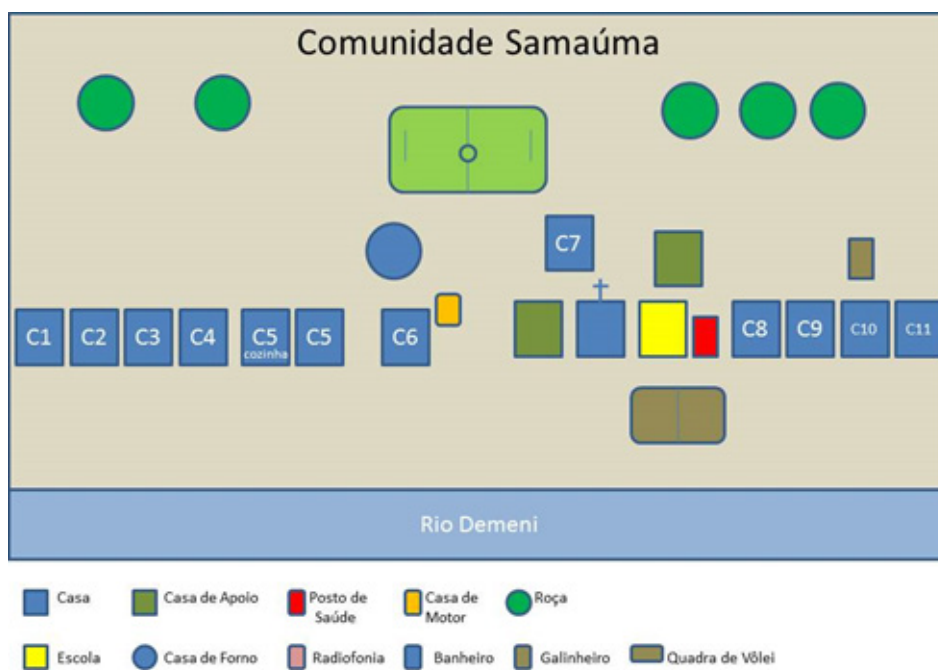 Comunidade Samaúma
C7
C1 C2 C3 C4 C5 cozinha C5 C6 C8 C9 C10 C11
Rio Demeni
Casa Casa de Apoio Posto de Saúde Casa de Motor Roça
Escola Casa de Forno Radiofonia Banheiro Galinheiro Quadra de Vôlei